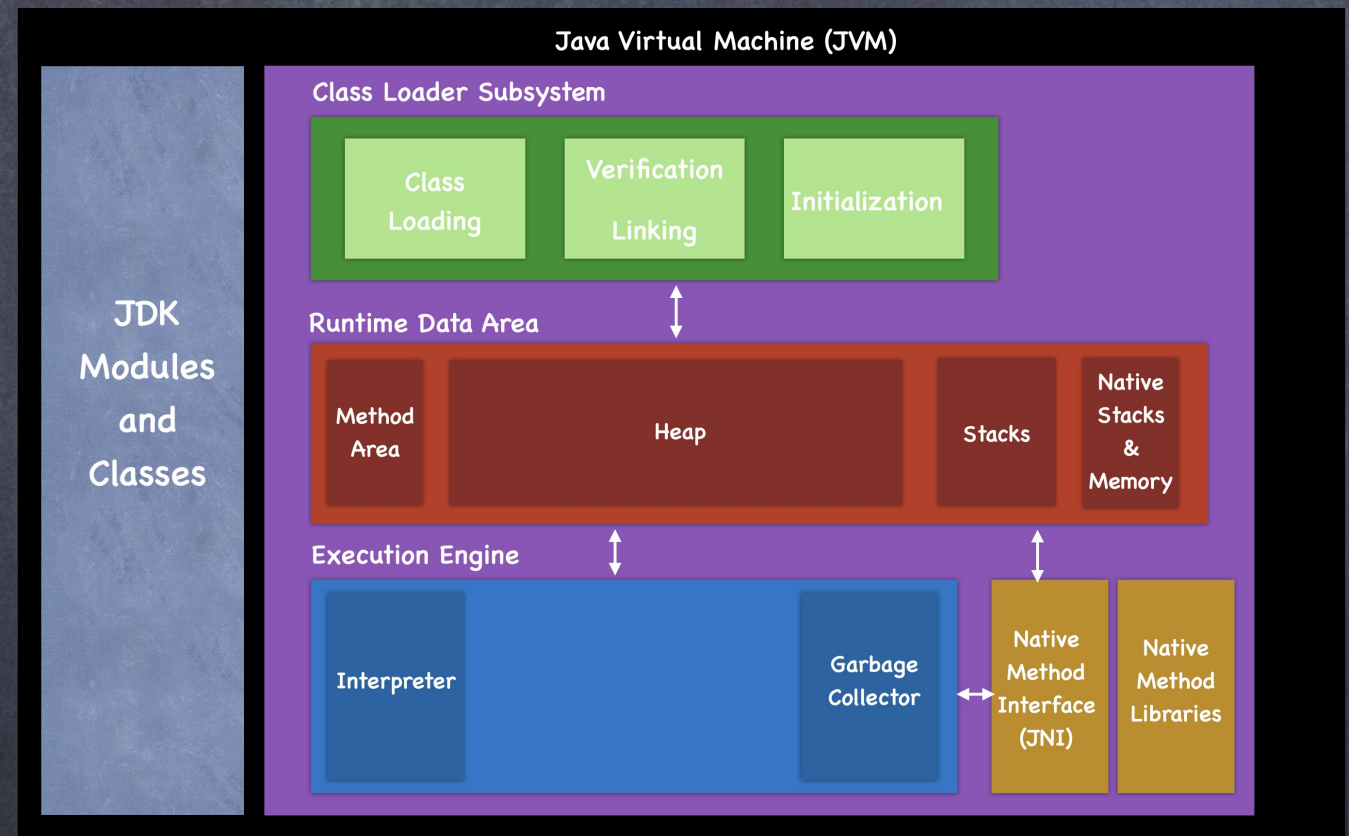 Java Virtual Machine (JVM)
JDK
Modules
and
Classes
Class Loader Subsystem
Class
Loading
Verification
Linking
Initialization
Runtime Data Area
Method
Area
Heap
Stacks
Native
Stacks
&
Memory
Execution Engine
Interpreter
Garbage
Collector
Native
Method
Interface
(JNI)
Native
Method
Libraries